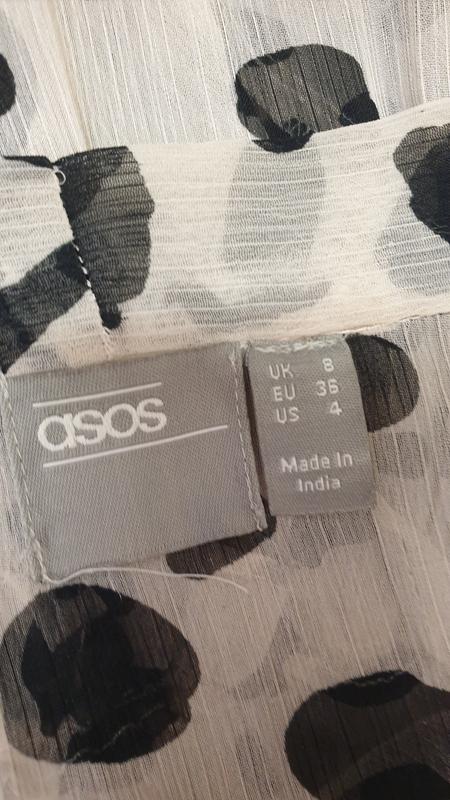 asos
UK 8
EU 36
US 4
Made In
India